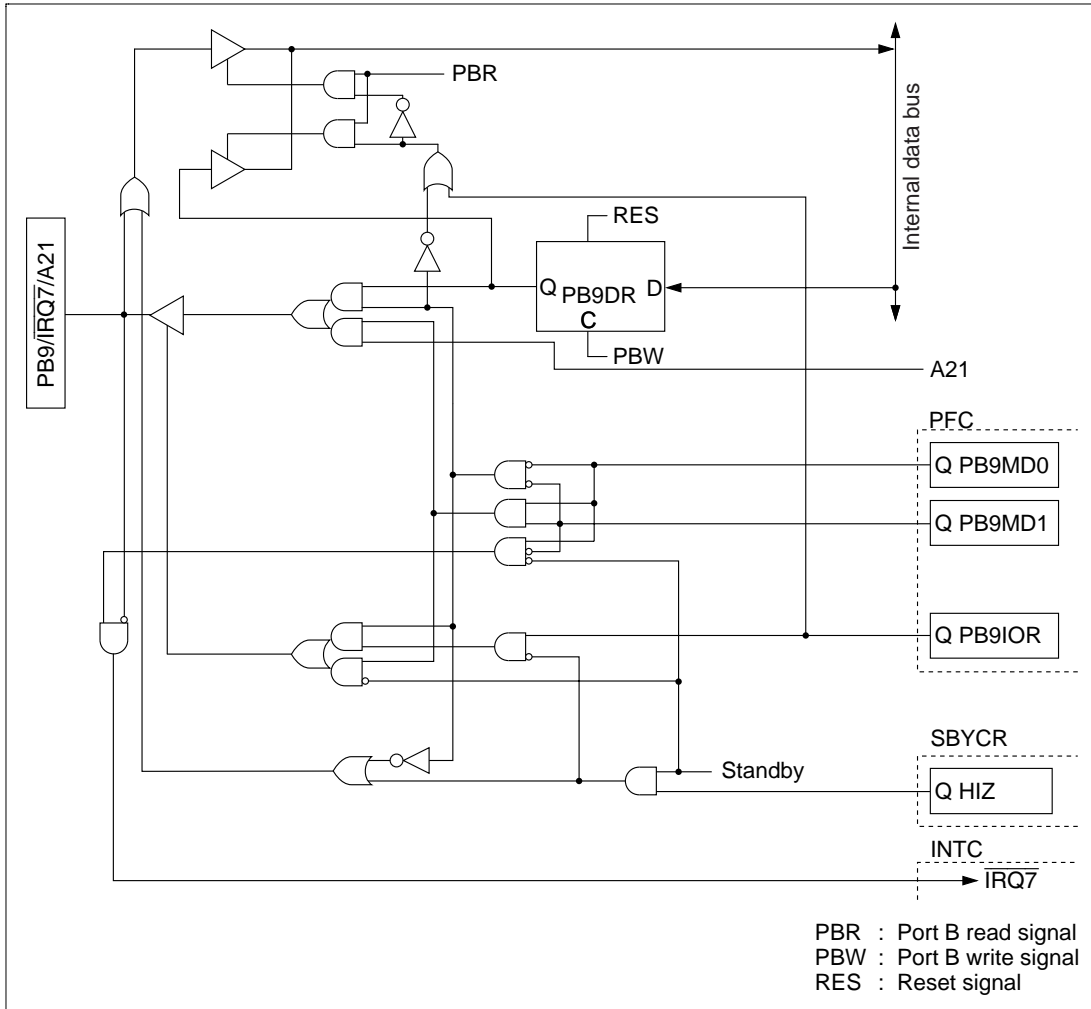 PBR
Internal data bus
RES
PB9/IRQ7/A21
Q PB9DR D
C
PBW
A21
PFC
Q PB9MD0
Q PB9MD1
Q PB9IOR
SBYCR
Standby
Q HIZ
INTC
IRQ7
PBR : Port B read signal
PBW : Port B write signal
RES : Reset signal